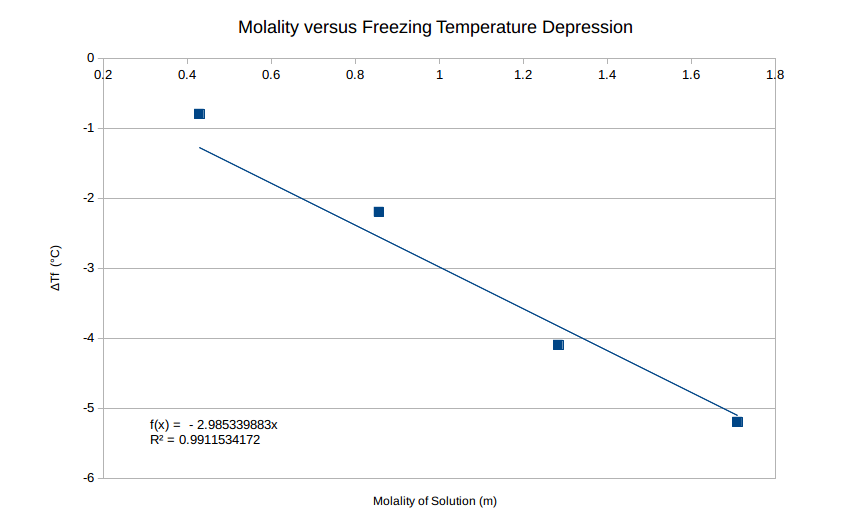 Molality versus Freezing Temperature Depression
0
0.2 0.4 0.6 0.8 1 1.2 1.4 1.6 1.8
-1
-2
-3
ΔTf (°C)
-4
-5
f(x) = - 2.985339883x
R² = 0.9911534172
-6
Molality of Solution (m)